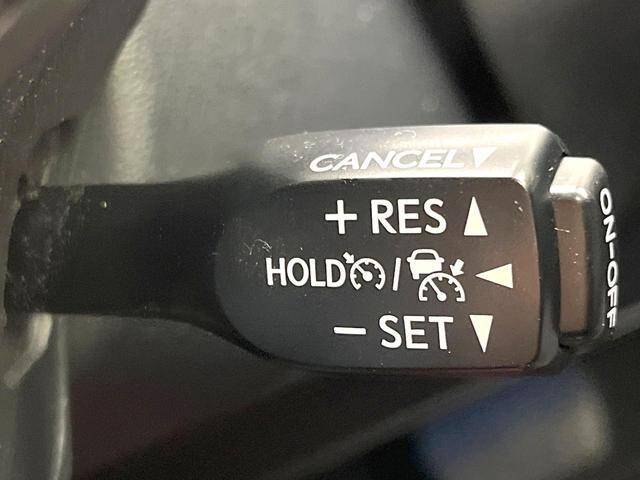 CANCEL▼
+ RES ▲
HOLD / ◀
− SET ▼
ON-OFF